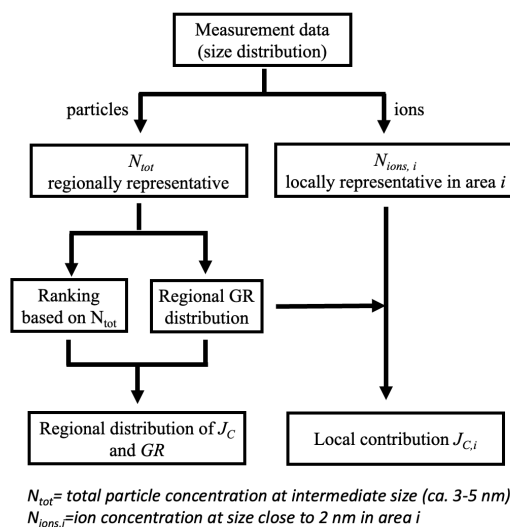 Measurement data
(size distribution)
particles
ions
N_tot
regionally representative
N_ions, i
locally representative in area i
Ranking
based on N_tot
Regional GR
distribution
Regional distribution of J_C
and GR
Local contribution J_C,i
N_tot= total particle concentration at intermediate size (ca. 3-5 nm)
N_ions,i=ion concentration at size close to 2 nm in area i